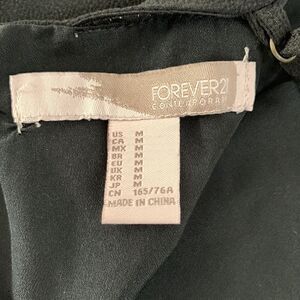 FOREVER21
CONTEMPORARY
US M
CA M
MX M
BR M
EU M
UK M
KR M
JP M
CN 165/76A
MADE IN CHINA